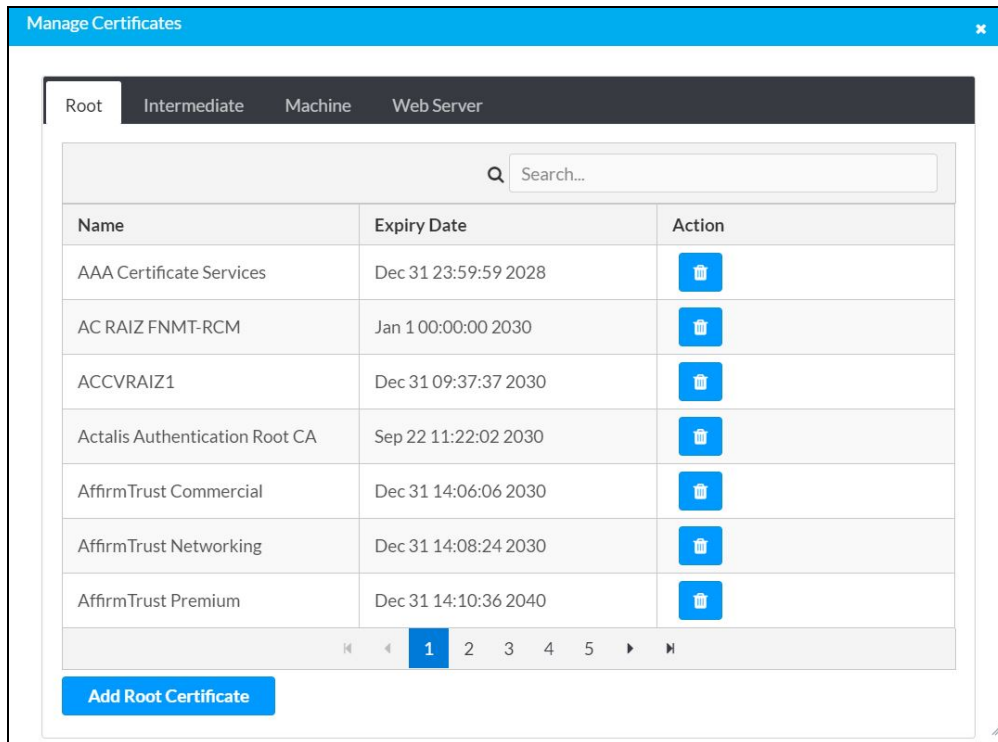 Manage Certificates
Root Intermediate Machine Web Server
Search...
Name Expiry Date Action
AAA Certificate Services Dec 31 23:59:59 2028
AC RAIZ FNMT-RCM Jan 1 00:00:00 2030
ACCVRAIZ1 Dec 31 09:37:37 2030
Actalis Authentication Root CA Sep 22 11:22:02 2030
AffirmTrust Commercial Dec 31 14:06:06 2030
AffirmTrust Networking Dec 31 14:08:24 2030
AffirmTrust Premium Dec 31 14:10:36 2040
1 2 3 4 5
Add Root Certificate